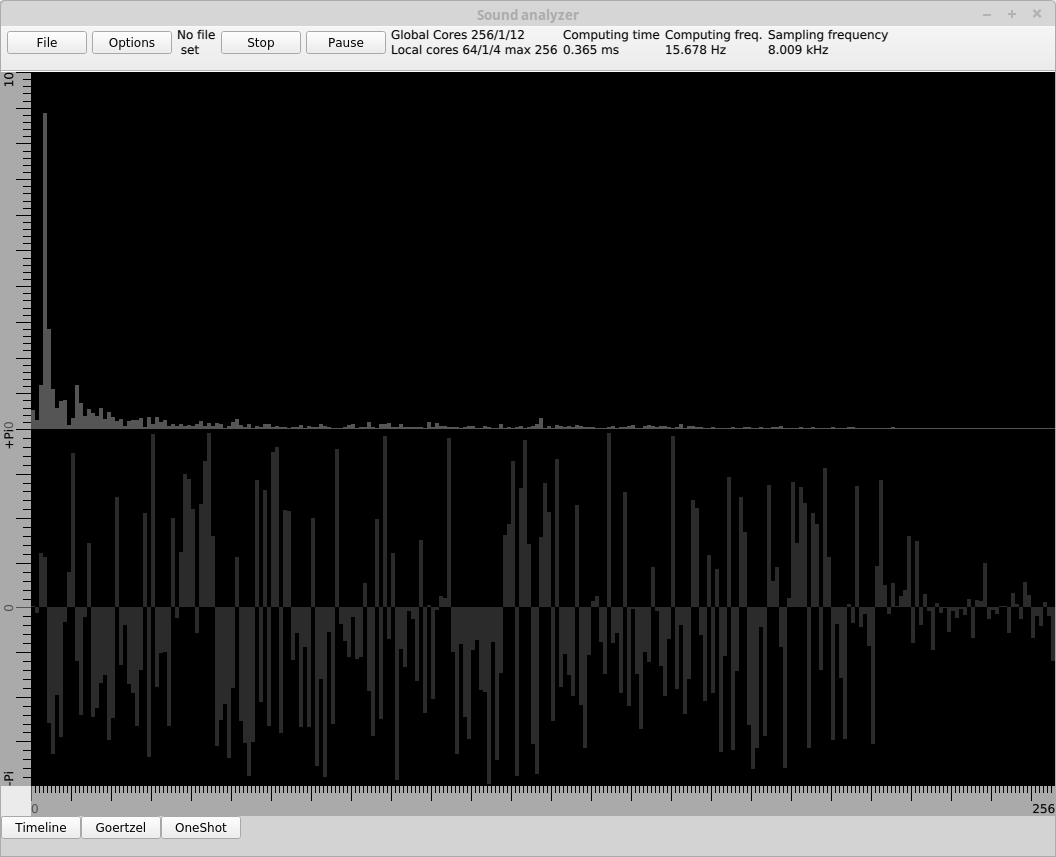 Sound analyzer
File
Options
No file
set
Stop
Pause
Global Cores 256/1/12
Local cores 64/1/4 max 256
Computing time
0.365 ms
Computing freq.
15.678 Hz
Sampling frequency
8.009 kHz
10
0
+Pi
0
-Pi
0
256
Timeline
Goertzel
OneShot